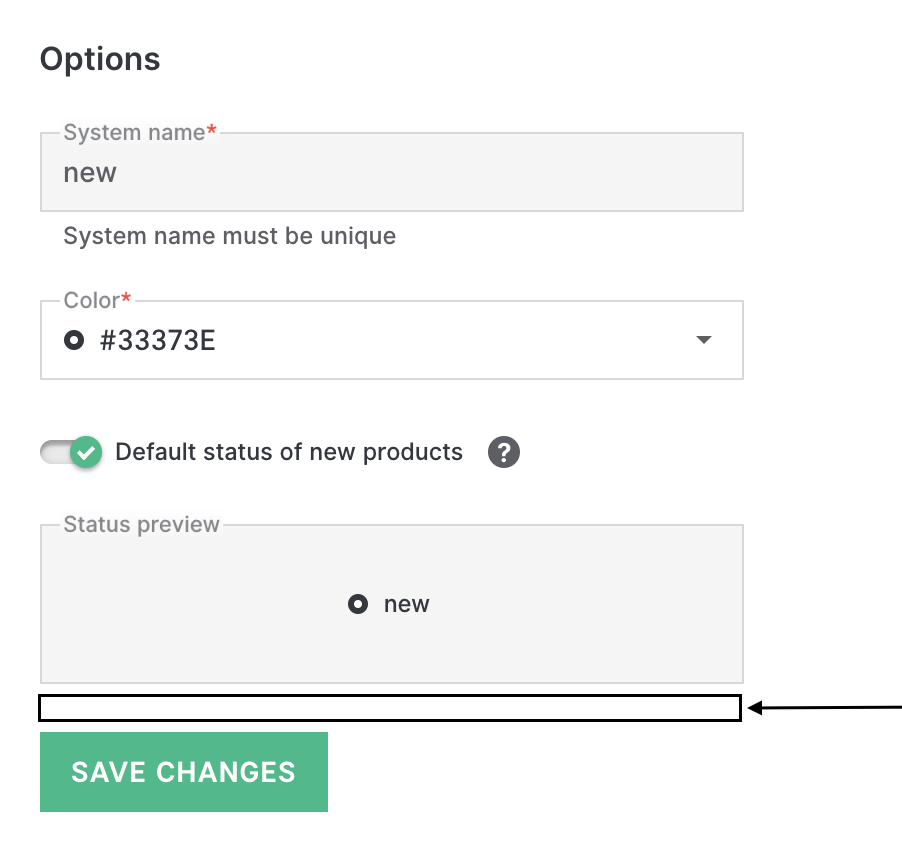 Options
System name*
new
System name must be unique
Color*
#33373E
Default status of new products ?
Status preview
new
SAVE CHANGES